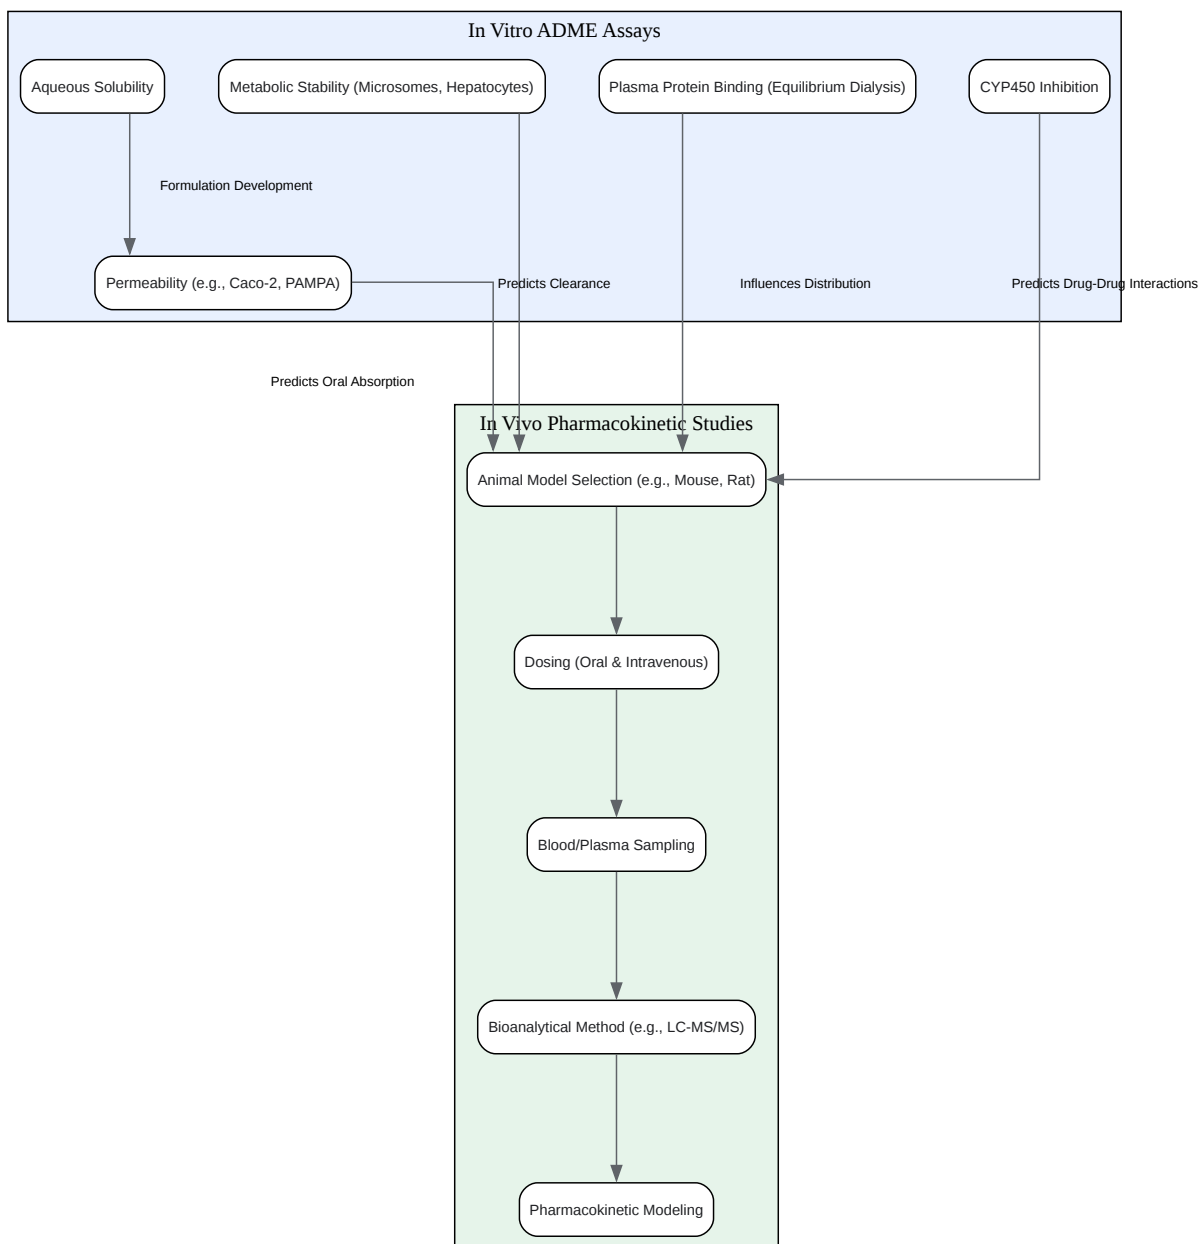 In Vitro ADME Assays
Aqueous Solubility
Metabolic Stability (Microsomes, Hepatocytes)
Plasma Protein Binding (Equilibrium Dialysis)
CYP450 Inhibition
Formulation Development
Permeability (e.g., Caco-2, PAMPA)
Predicts Clearance
Influences Distribution
Predicts Drug-Drug Interactions
Predicts Oral Absorption
In Vivo Pharmacokinetic Studies
Animal Model Selection (e.g., Mouse, Rat)
Dosing (Oral & Intravenous)
Blood/Plasma Sampling
Bioanalytical Method (e.g., LC-MS/MS)
Pharmacokinetic Modeling